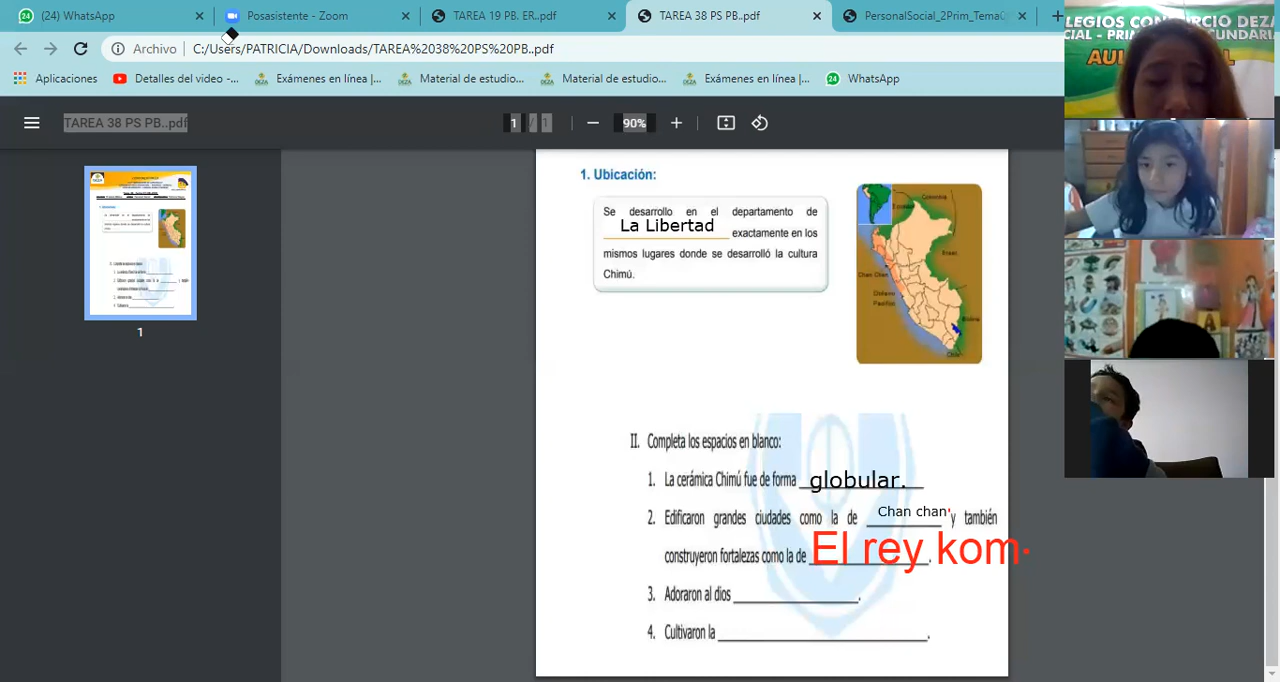 (24) WhatsApp
Posasistente - Zoom
TAREA 19 PB. ER..pdf
TAREA 38 PS PB..pdf
PersonalSocial_2Prim_Tema
Archivo
C:/Users/PATRICIA/Downloads/TAREA%2038%20PS%20PB..pdf
Aplicaciones
Detalles del video -...
Exámenes en línea |...
Material de estudio...
Material de estudio...
Exámenes en línea |...
WhatsApp
TAREA 38 PS PB..pdf
1 / 1
90%
1
1. Ubicación:
Se desarrollo en el departamento de
La Libertad exactamente en los
mismos lugares donde se desarrolló la cultura
Chimú.
Colombia
Ecuador
Brasil
Chan Chan
Océano
Pacífico
Bolivia
Chile
II. Completa los espacios en blanco:
1. La cerámica Chimú fue de forma globular.
2. Edificaron grandes ciudades como la de Chan chan y también
construyeron fortalezas como la de El rey kom.
3. Adoraron al dios ____________.
4. Cultivaron la ____________.